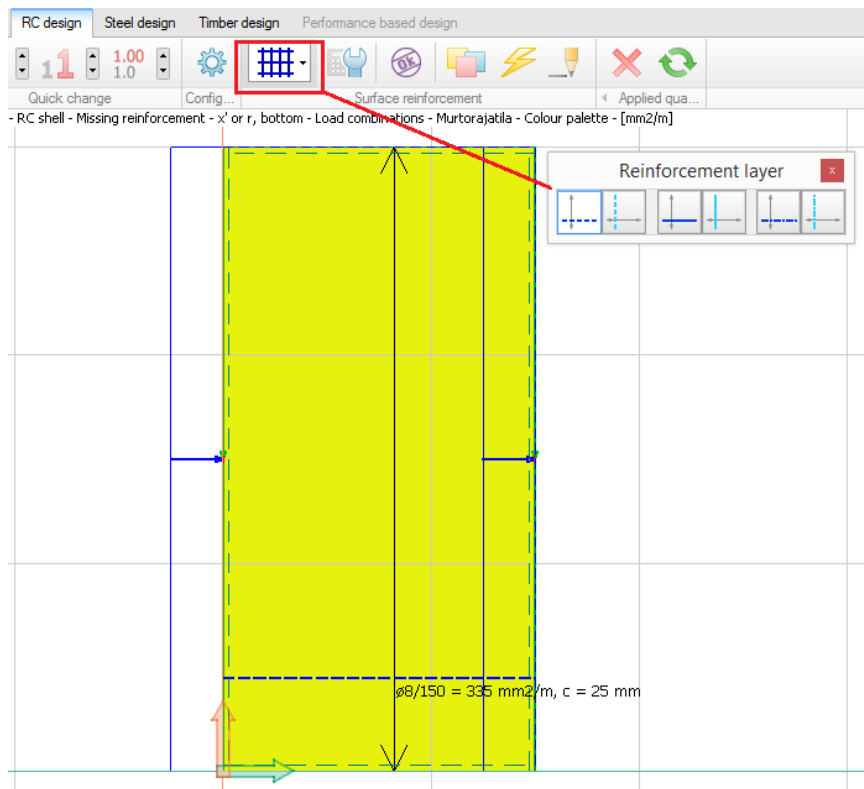 RC design Steel design Timber design Performance based design
11 1.00 1.0 OK
Quick change Config... Surface reinforcement Applied qua...
- RC shell - Missing reinforcement - x' or r, bottom - Load combinations - Murtorajatila - Colour palette - [mm2/m]
Reinforcement layer x
ø8/150 = 335 mm2/m, c = 25 mm